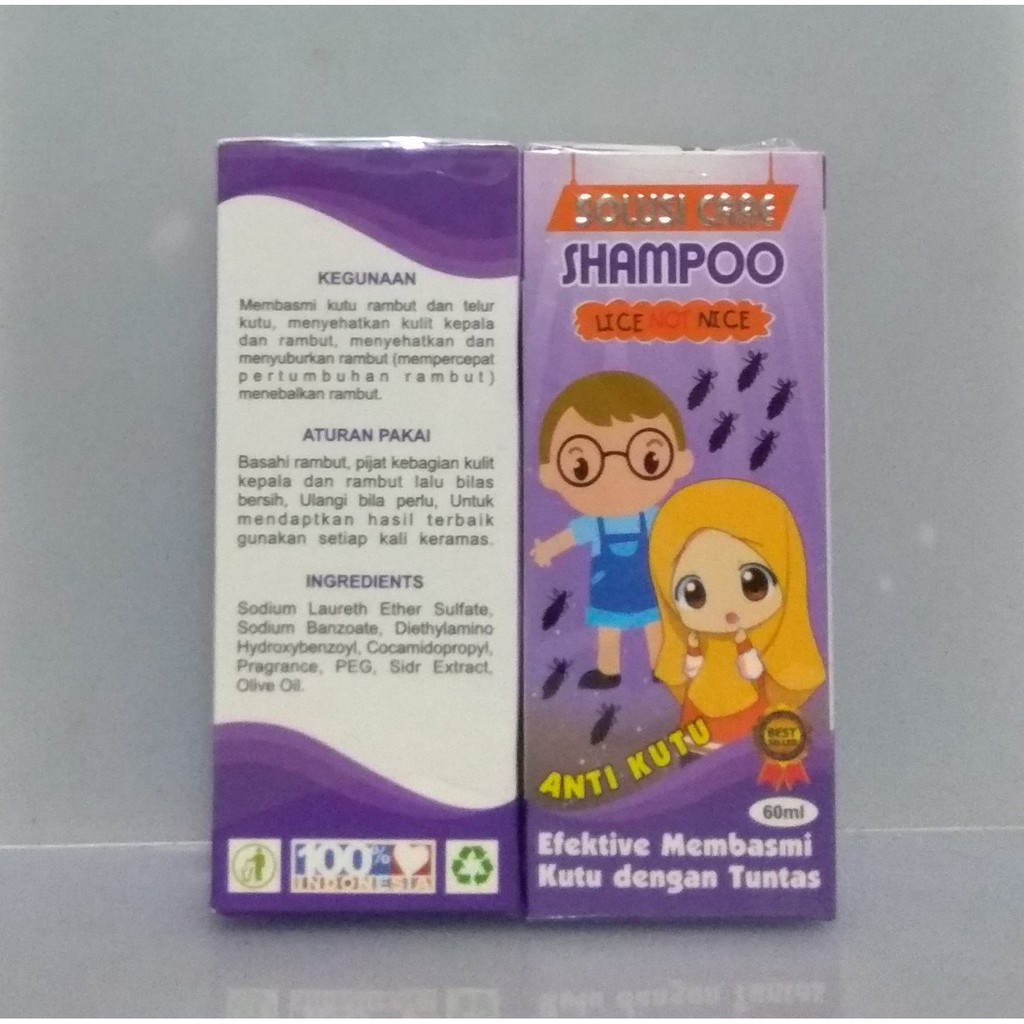 KEGUNAAN
Membasmi kutu rambut dan telur
kutu, menyehatkan kulit kepala
dan rambut, menyehatkan dan
menyuburkan rambut (mempercepat
pertumbuhan rambut)
menebalkan rambut.
ATURAN PAKAI
Basahi rambut, pijat kebagian kulit
kepala dan rambut lalu bilas
bersih, Ulangi bila perlu, Untuk
mendaptkan hasil terbaik
gunakan setiap kali keramas.
INGREDIENTS
Sodium Laureth Ether Sulfate,
Sodium Banzoate, Diethylamino
Hydroxybenzoyl, Cocamidopropyl,
Pragrance, PEG, Sidr Extract,
Olive Oil.
100%
INDONESIA
SOLUSI CARE
SHAMPOO
LICE NOT NICE
ANTI KUTU
BEST
SELLER
60ml
Efektive Membasmi
Kutu dengan Tuntas